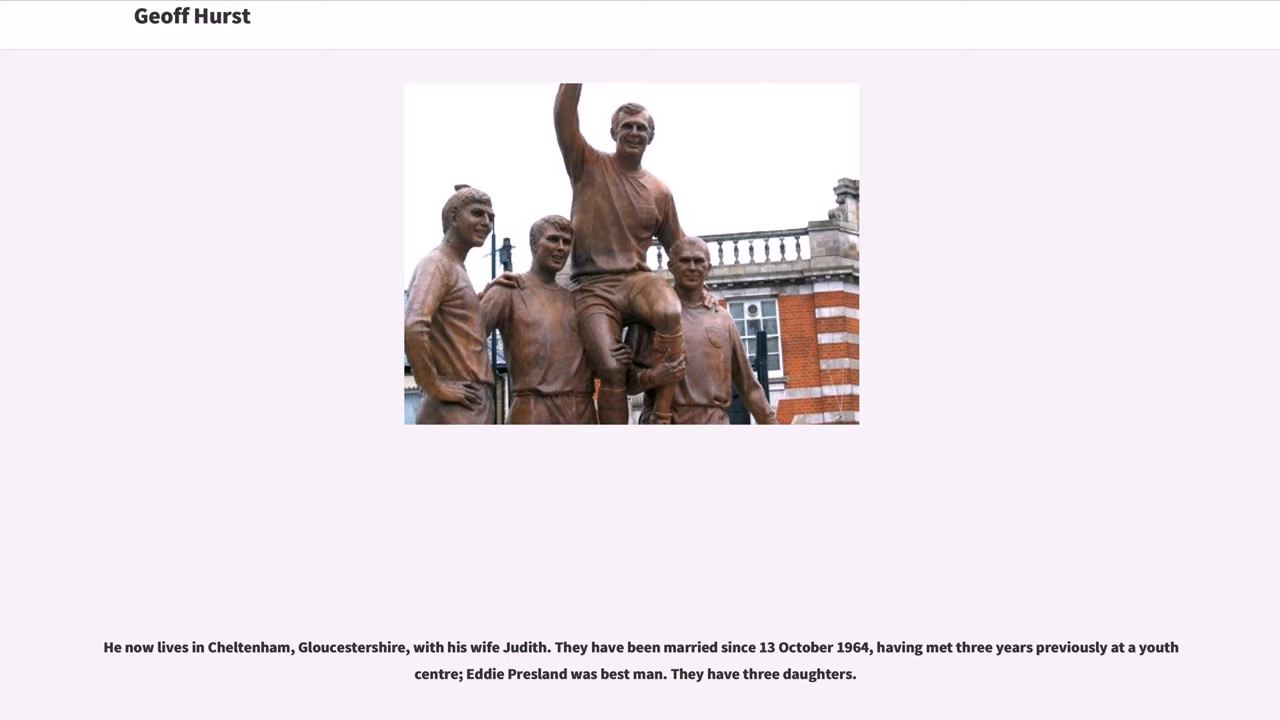 Geoff Hurst
He now lives in Cheltenham, Gloucestershire, with his wife Judith. They have been married since 13 October 1964, having met three years previously at a youth
centre; Eddie Presland was best man. They have three daughters.